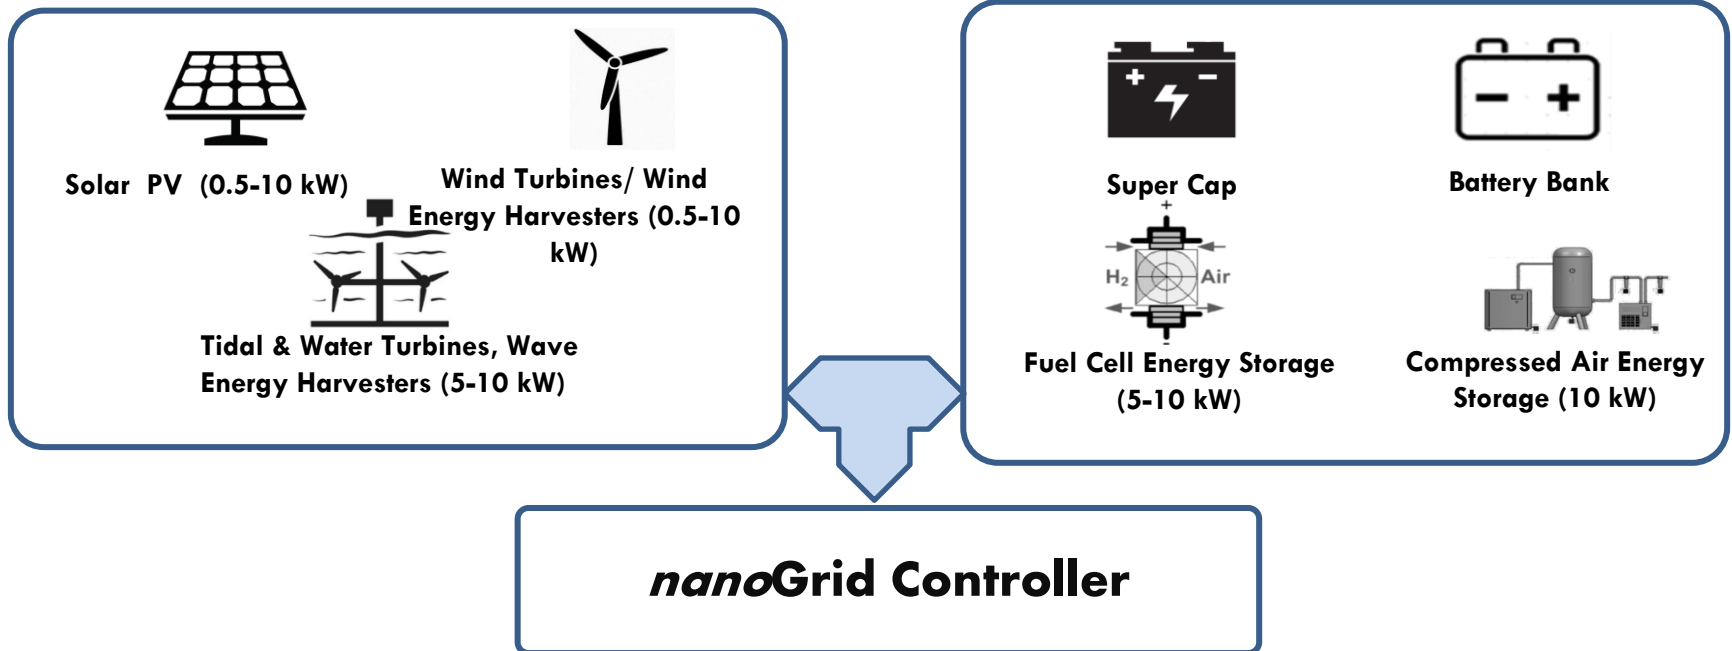 Solar PV (0.5-10 kW)
Wind Turbines/ Wind
Energy Harvesters (0.5-10
kW)
Tidal & Water Turbines, Wave
Energy Harvesters (5-10 kW)
+ −
Super Cap
− +
Battery Bank
+
H₂ Air
-
Fuel Cell Energy Storage
(5-10 kW)
Compressed Air Energy
Storage (10 kW)
nanoGrid Controller